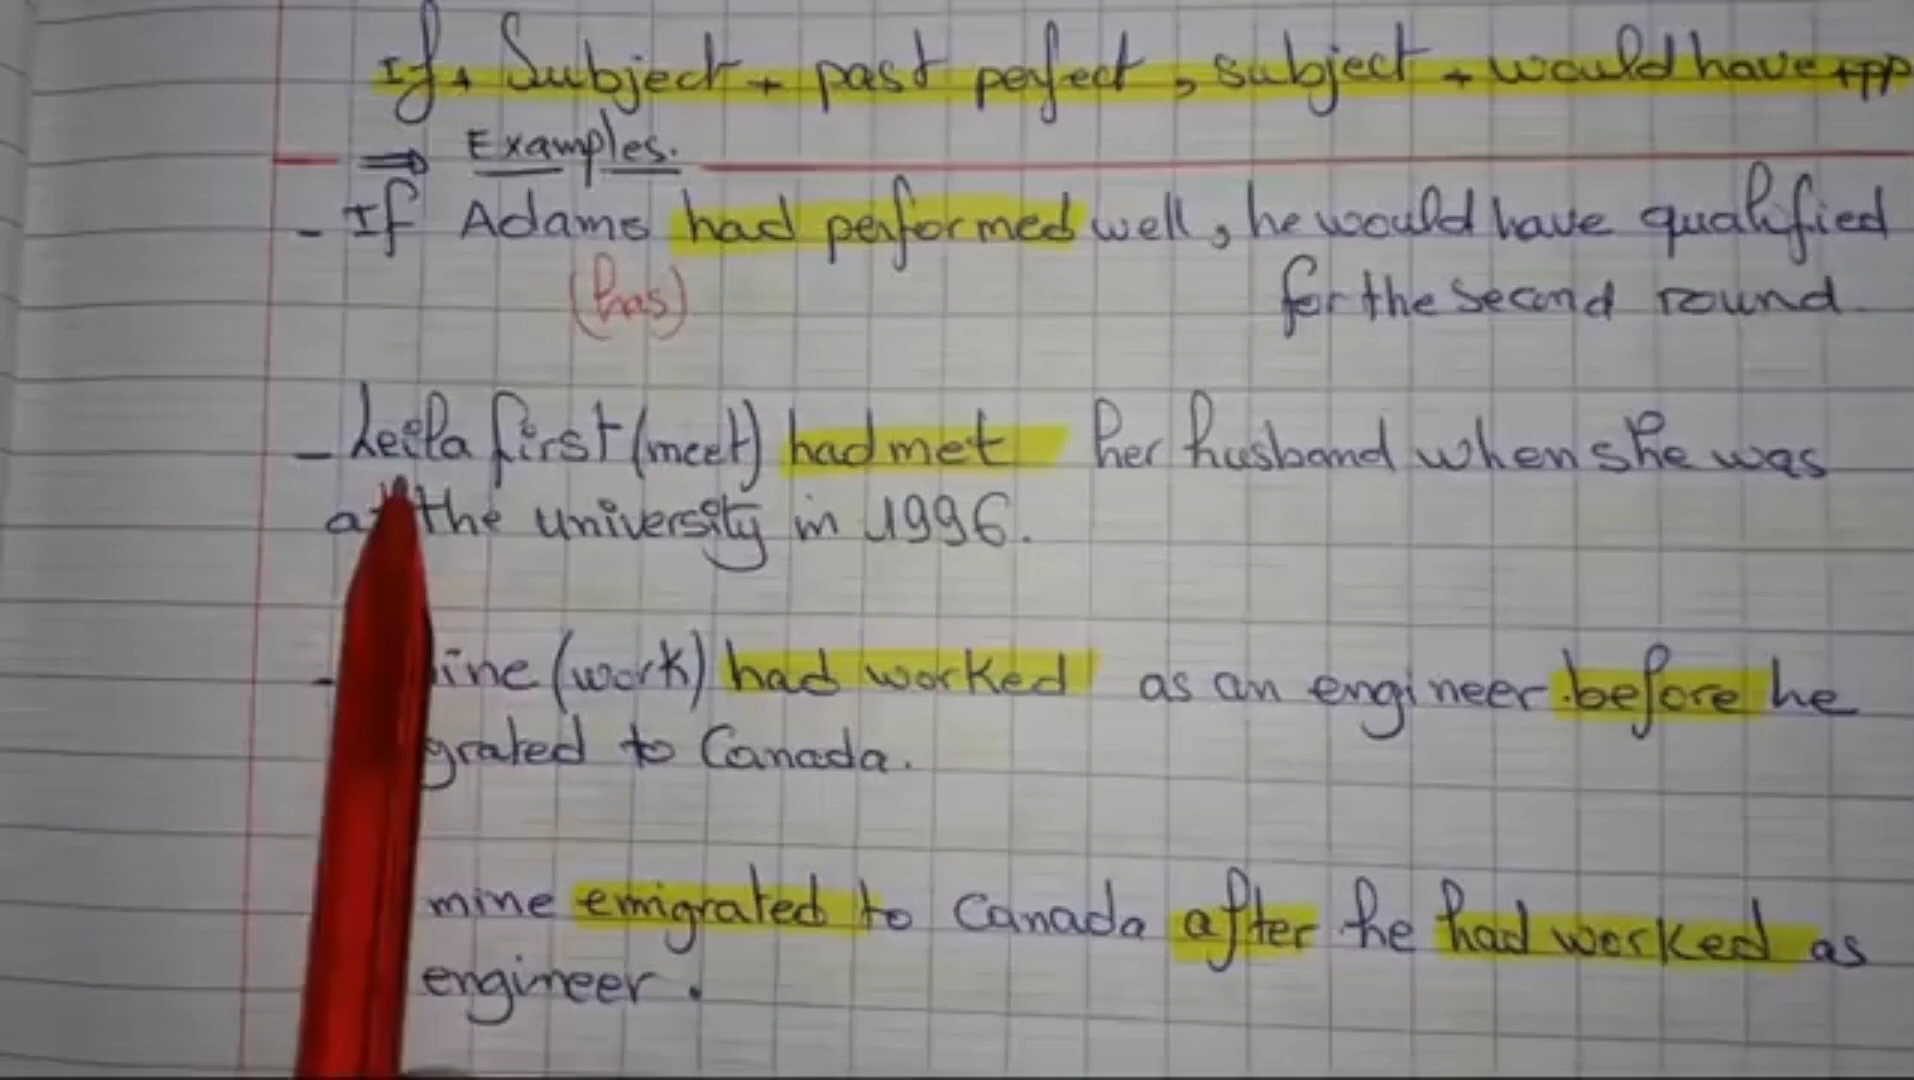 If + Subject + past perfect, subject + would have + pp
⇒ Examples.
- If Adams had performed well, he would have qualified
(has)
for the second round
- Leila first (meet) had met her husband when she was
at the university in 1996.
- ine (work) had worked as an engineer before he
grated to Canada.
mine emigrated to Canada after he had worked as
engineer.